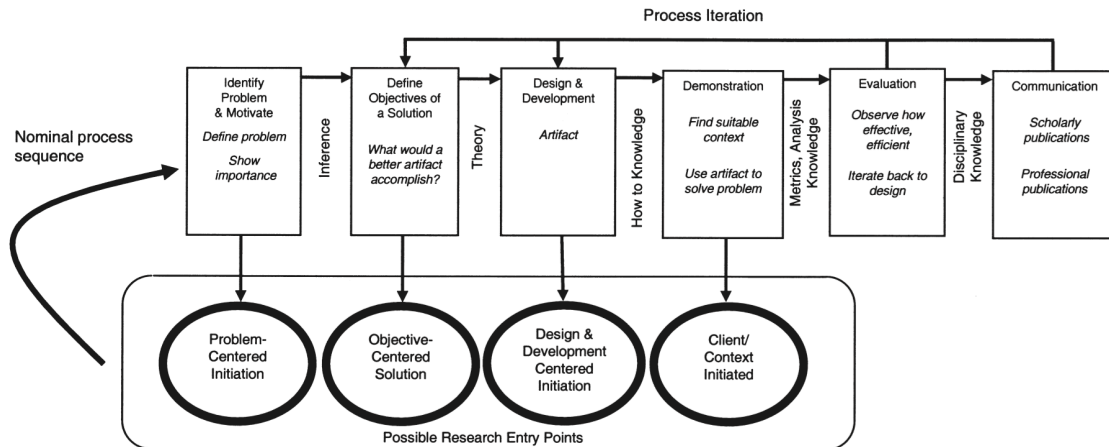 Process Iteration
Nominal process
sequence
Identify
Problem
& Motivate
Define problem
Show
importance
Inference
Define
Objectives of
a Solution
What would a
better artifact
accomplish?
Theory
Design &
Development
Artifact
How to Knowledge
Demonstration
Find suitable
context
Use artifact to
solve problem
Metrics, Analysis
Knowledge
Evaluation
Observe how
effective,
efficient
Iterate back to
design
Disciplinary
Knowledge
Communication
Scholarly
publications
Professional
publications
Problem-
Centered
Initiation
Objective-
Centered
Solution
Design &
Development
Centered
Initiation
Client/
Context
Initiated
Possible Research Entry Points